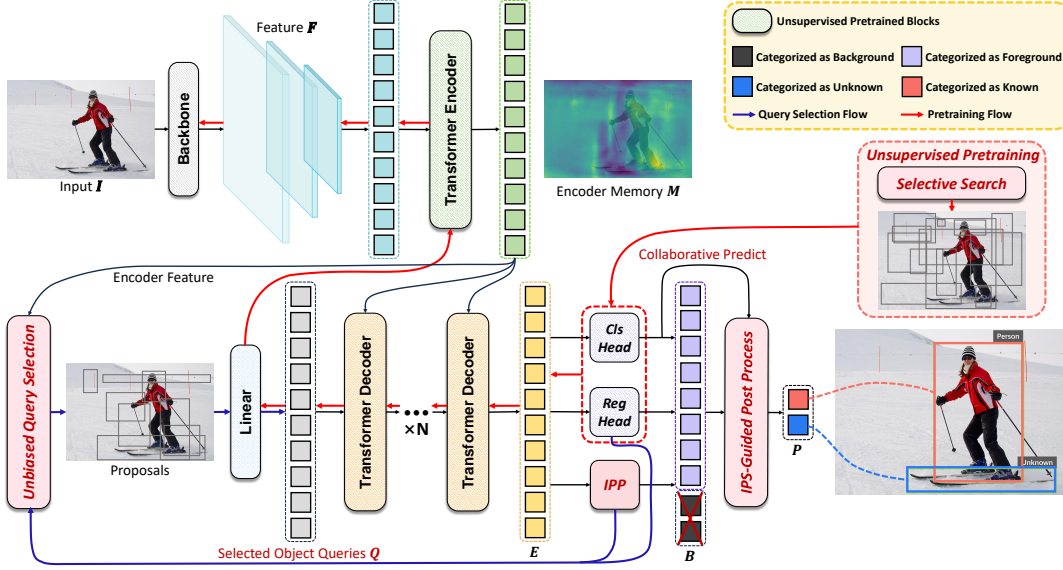 Feature F
Input I
Backbone
Transformer Encoder
Encoder Memory M
Unsupervised Pretrained Blocks
Categorized as Background
Categorized as Foreground
Categorized as Unknown
Categorized as Known
Query Selection Flow
Pretraining Flow
Unsupervised Pretraining
Selective Search
Encoder Feature
Collaborative Predict
Unbiased Query Selection
Proposals
Linear
Transformer Decoder
•••
×N
Transformer Decoder
Cls
Head
Reg
Head
IPP
IPS-Guided Post Process
Person
Unknown
P
E
B
Selected Object Queries Q